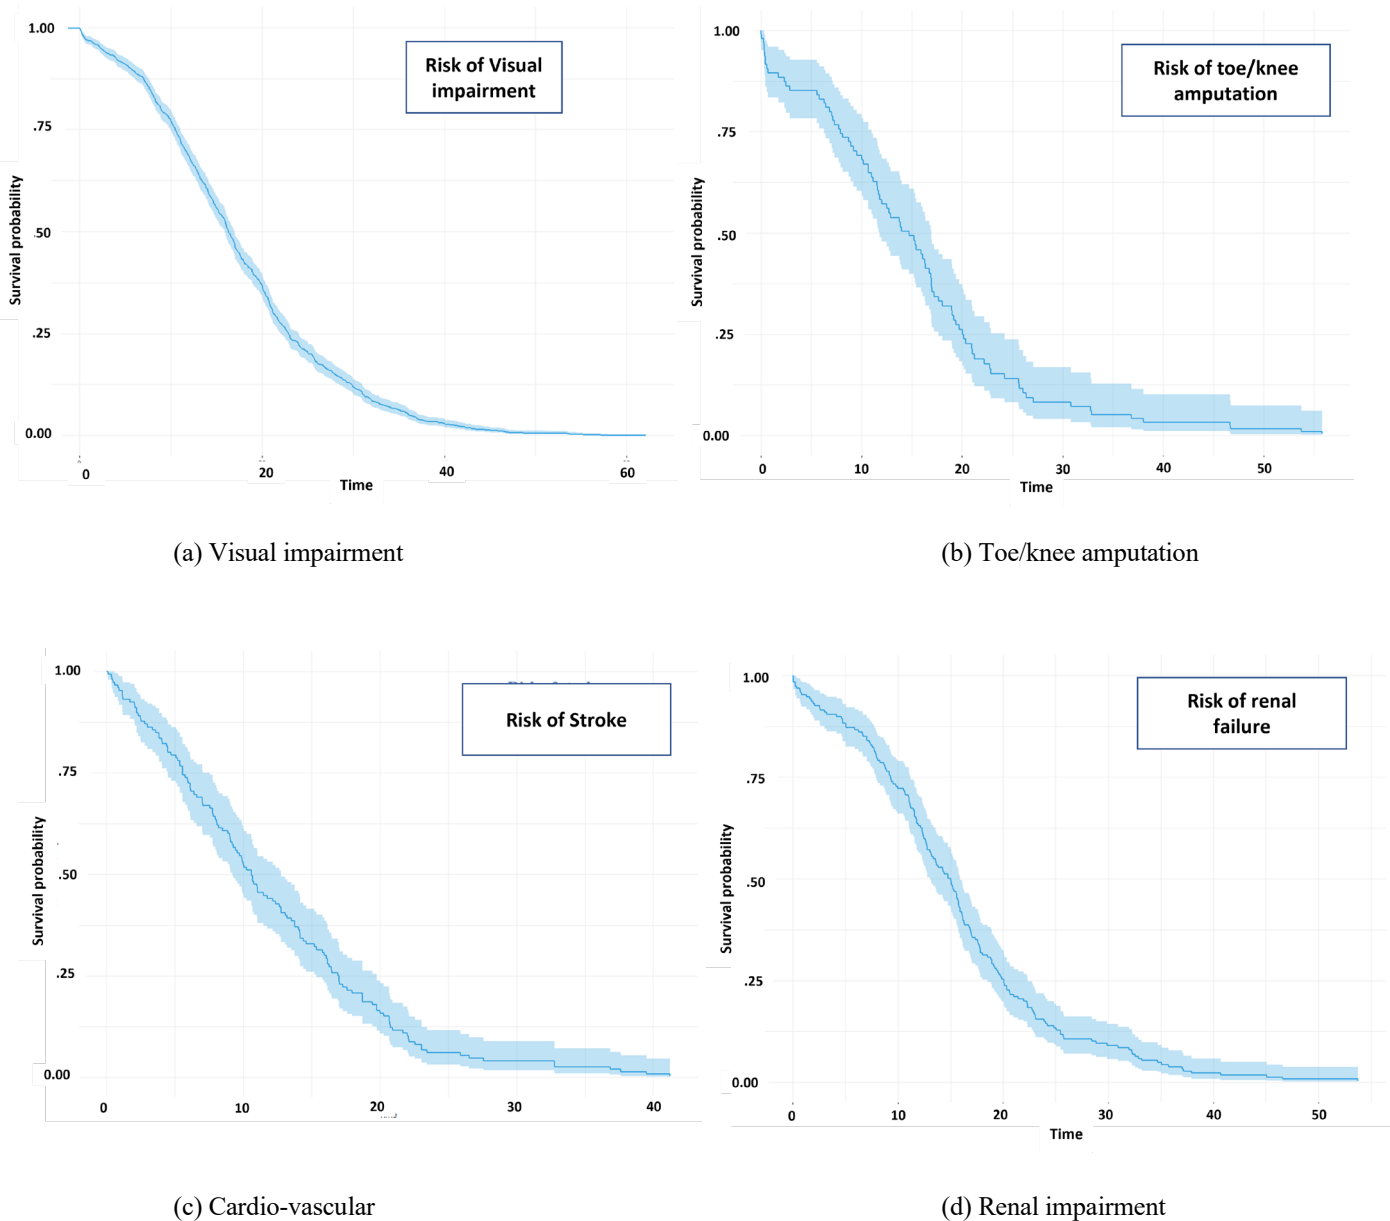 1.00
.75
.50
.25
0.00
Survival probability
Risk of Visual
impairment
0
20
40
60
Time
(a) Visual impairment
1.00
.75
.50
.25
0.00
Survival probability
Risk of toe/knee
amputation
0
10
20
30
40
50
Time
(b) Toe/knee amputation
1.00
.75
.50
.25
0.00
Survival probability
Risk of Stroke
0
10
20
30
40
(c) Cardio-vascular
1.00
.75
.50
.25
0.00
Survival probability
Risk of renal
failure
0
10
20
30
40
50
Time
(d) Renal impairment